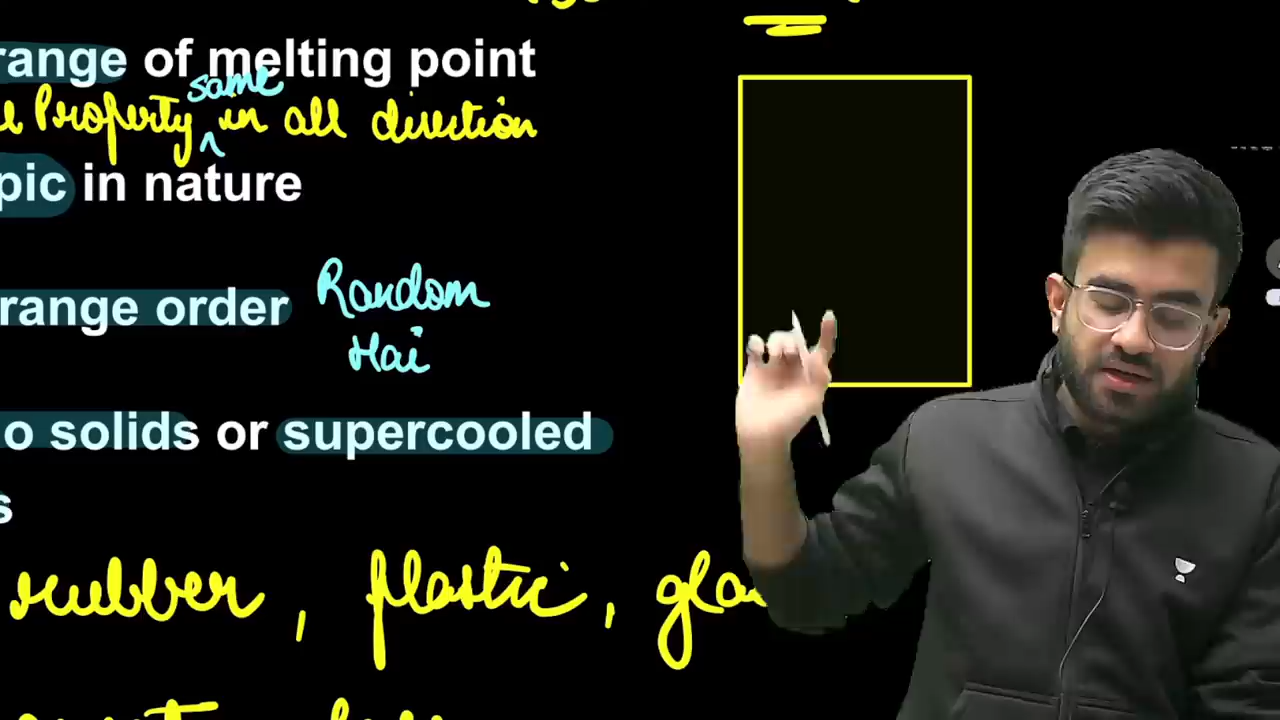 range of melting point
same
Property in all direction
pic in nature
range order Random
Hai
o solids or supercooled
s
rubber, plastic,